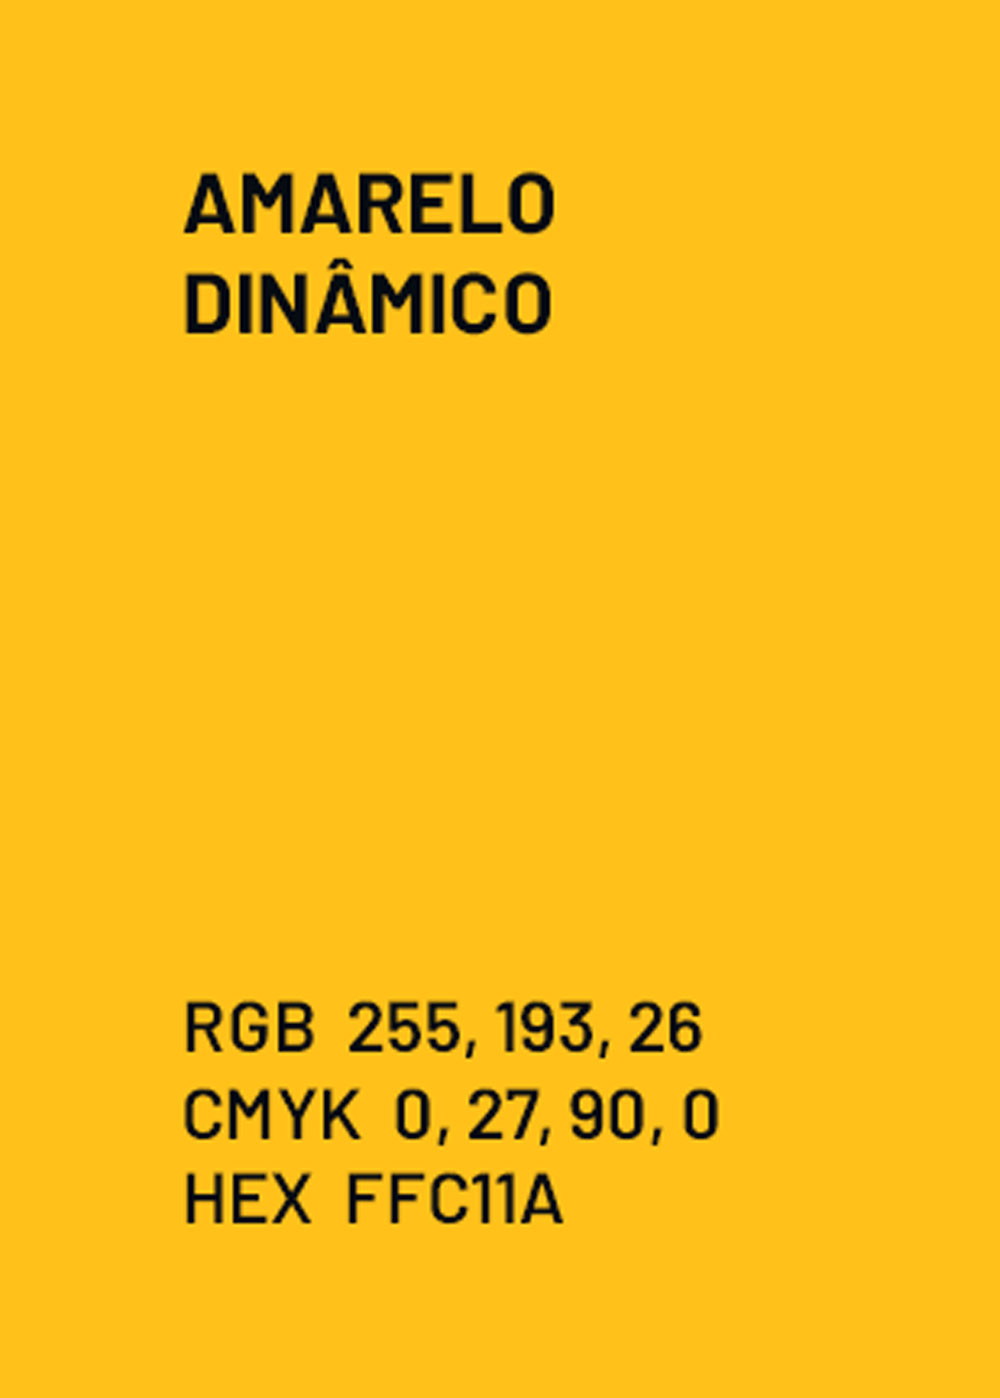 AMARELO
DINÂMICO
RGB 255, 193, 26
CMYK 0, 27, 90, 0
HEX FFC11A